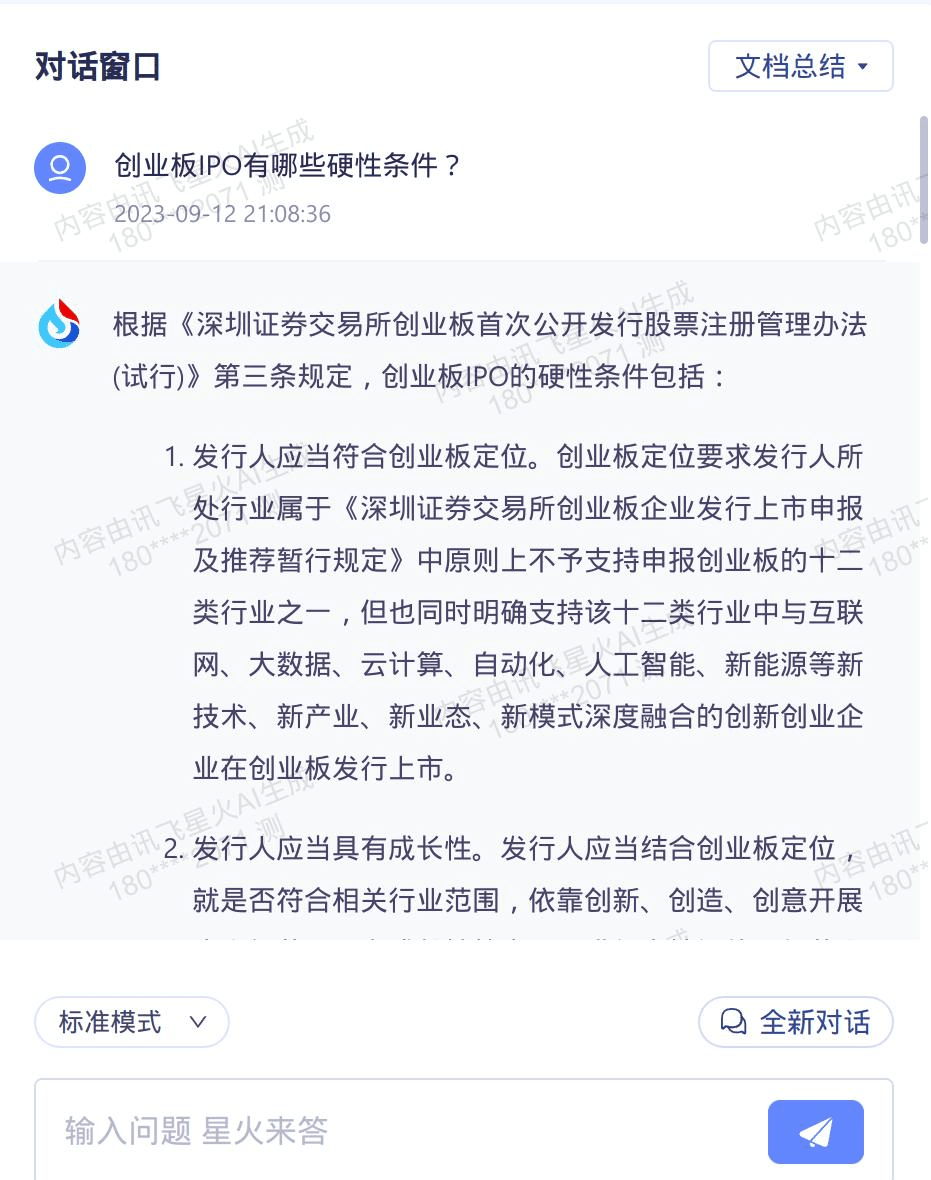 对话窗口
文档总结
创业板IPO有哪些硬性条件？
2023-09-12 21:08:36
根据《深圳证券交易所创业板首次公开发行股票注册管理办法
(试行)》第三条规定，创业板IPO的硬性条件包括：
1. 发行人应当符合创业板定位。创业板定位要求发行人所
处行业属于《深圳证券交易所创业板企业发行上市申报
及推荐暂行规定》中原则上不予支持申报创业板的十二
类行业之一，但也同时明确支持该十二类行业中与互联
网、大数据、云计算、自动化、人工智能、新能源等新
技术、新产业、新业态、新模式深度融合的创新创业企
业在创业板发行上市。
2. 发行人应当具有成长性。发行人应当结合创业板定位，
就是否符合相关行业范围，依靠创新、创造、创意开展
标准模式
全新对话
输入问题 星火来答
内容由讯飞星火AI生成
180****2071 测